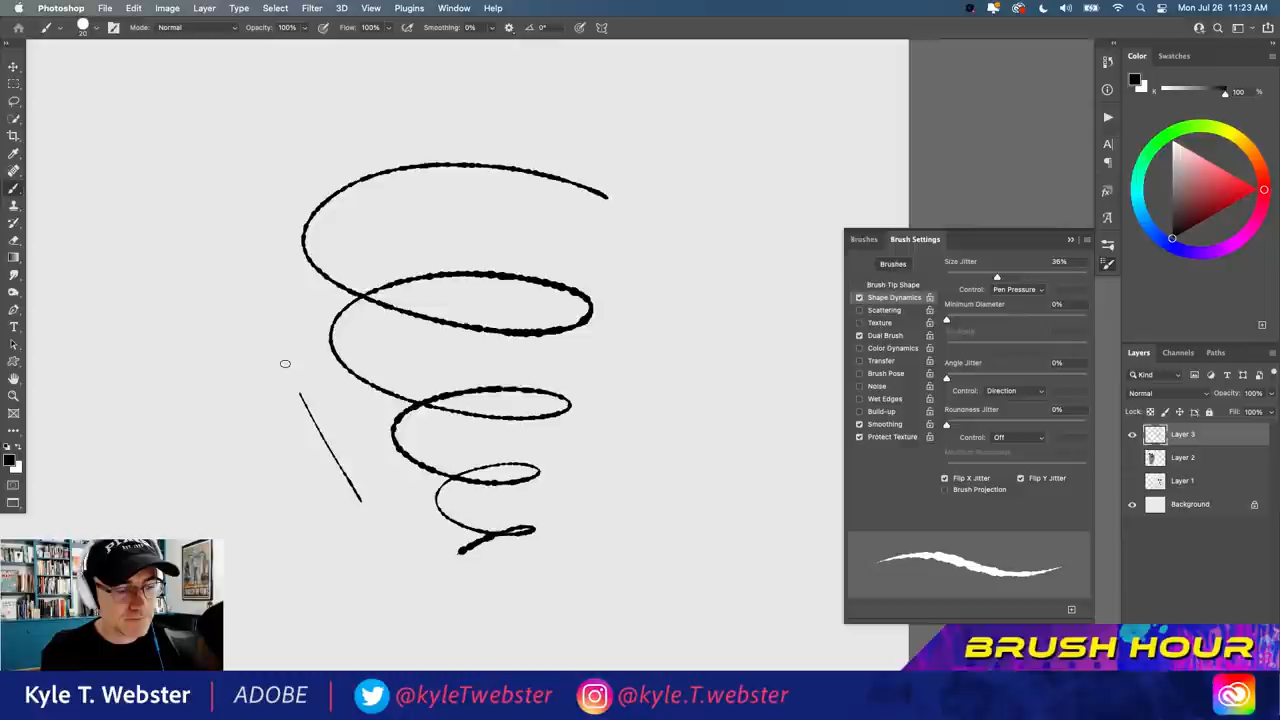 Photoshop File Edit Image Layer Type Select Filter 3D View Plugins Window Help Mon Jul 26 11:23 AM
20 Mode: Normal Opacity: 100% Flow: 100% Smoothing: 0% 0°
Color Swatches
K 100 %
Brushes Brush Settings
Brushes
Brush Tip Shape
Shape Dynamics
Scattering
Texture
Dual Brush
Color Dynamics
Transfer
Brush Pose
Noise
Wet Edges
Build-up
Smoothing
Protect Texture
Size Jitter 36%
Control: Pen Pressure
Minimum Diameter 0%
Angle Jitter 0%
Control: Direction
Roundness Jitter 0%
Control: Off
Flip X Jitter Flip Y Jitter
Brush Projection
Layers Channels Paths
Kind
Normal Opacity: 100%
Lock: Fill: 100%
Layer 3
Layer 2
Layer 1
Background
BRUSH HOUR
Kyle T. Webster | ADOBE | @kyleTwebster @kyle.T.webster